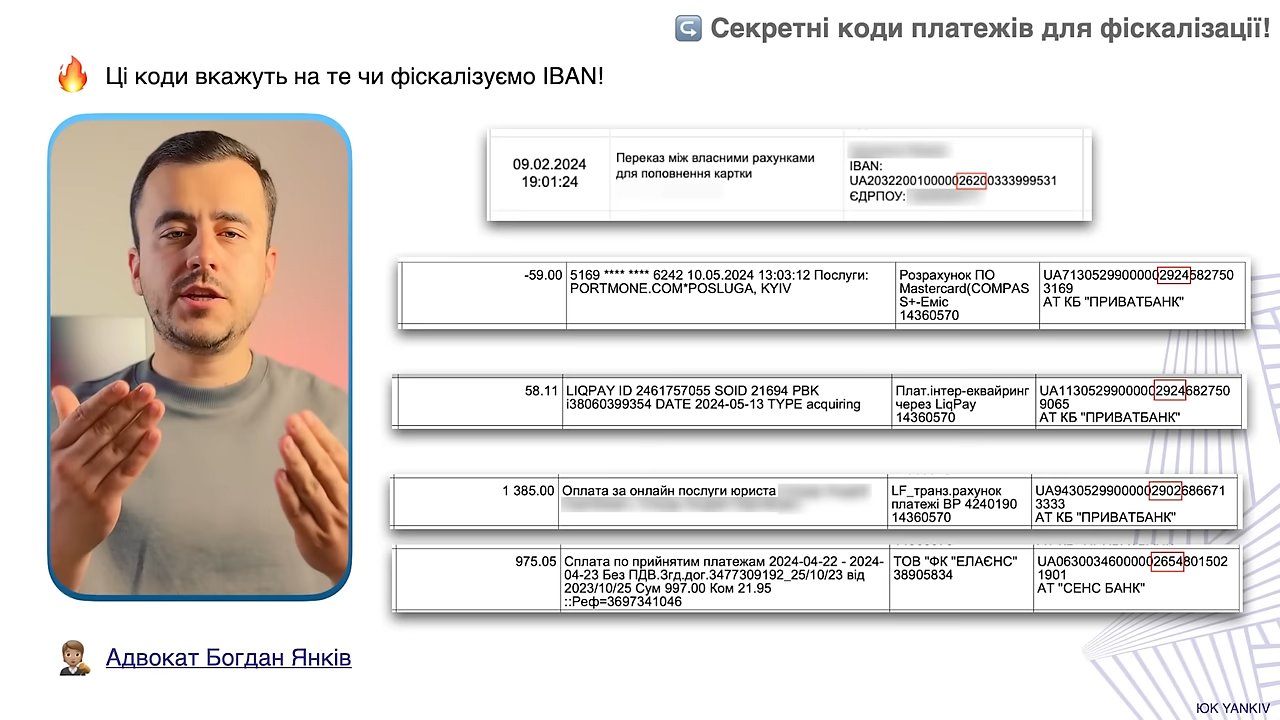 Секретні коди платежів для фіскалізації!
Ці коди вкажуть на те чи фіскалізуємо IBAN!
09.02.2024
19:01:24
Переказ між власними рахунками
для поповнення картки
IBAN:
UA203220010000026200333999531
ЄДРПОУ:
-59.00
5169 **** **** 6242 10.05.2024 13:03:12 Послуги:
PORTMONE.COM*POSLUGA, KYIV
Розрахунок ПО
Mastercard(COMPAS
S+-Еміс
14360570
UA71305299000002924582750
3169
АТ КБ "ПРИВАТБАНК"
58.11
LIQPAY ID 2461757055 SOID 21694 PBK
i38060399354 DATE 2024-05-13 TYPE acquiring
Плат.інтер-еквайринг
через LiqPay
14360570
UA11305299000002924682750
9065
АТ КБ "ПРИВАТБАНК"
1 385.00
Оплата за онлайн послуги юриста
LF_транз.рахунок
платежі ВР 4240190
14360570
UA943052990000029026866671
3333
АТ КБ "ПРИВАТБАНК"
975.05
Сплата по прийнятим платежам 2024-04-22 - 2024-
04-23 Без ПДВ.Згд.дог.3477309192_25/10/23 від
2023/10/25 Сум 997.00 Ком 21.95
::Реф=3697341046
ТОВ "ФК "ЕЛАЄНС"
38905834
UA06300346000002654801502
1901
АТ "СЕНС БАНК"
Адвокат Богдан Янків
ЮК YANKIV